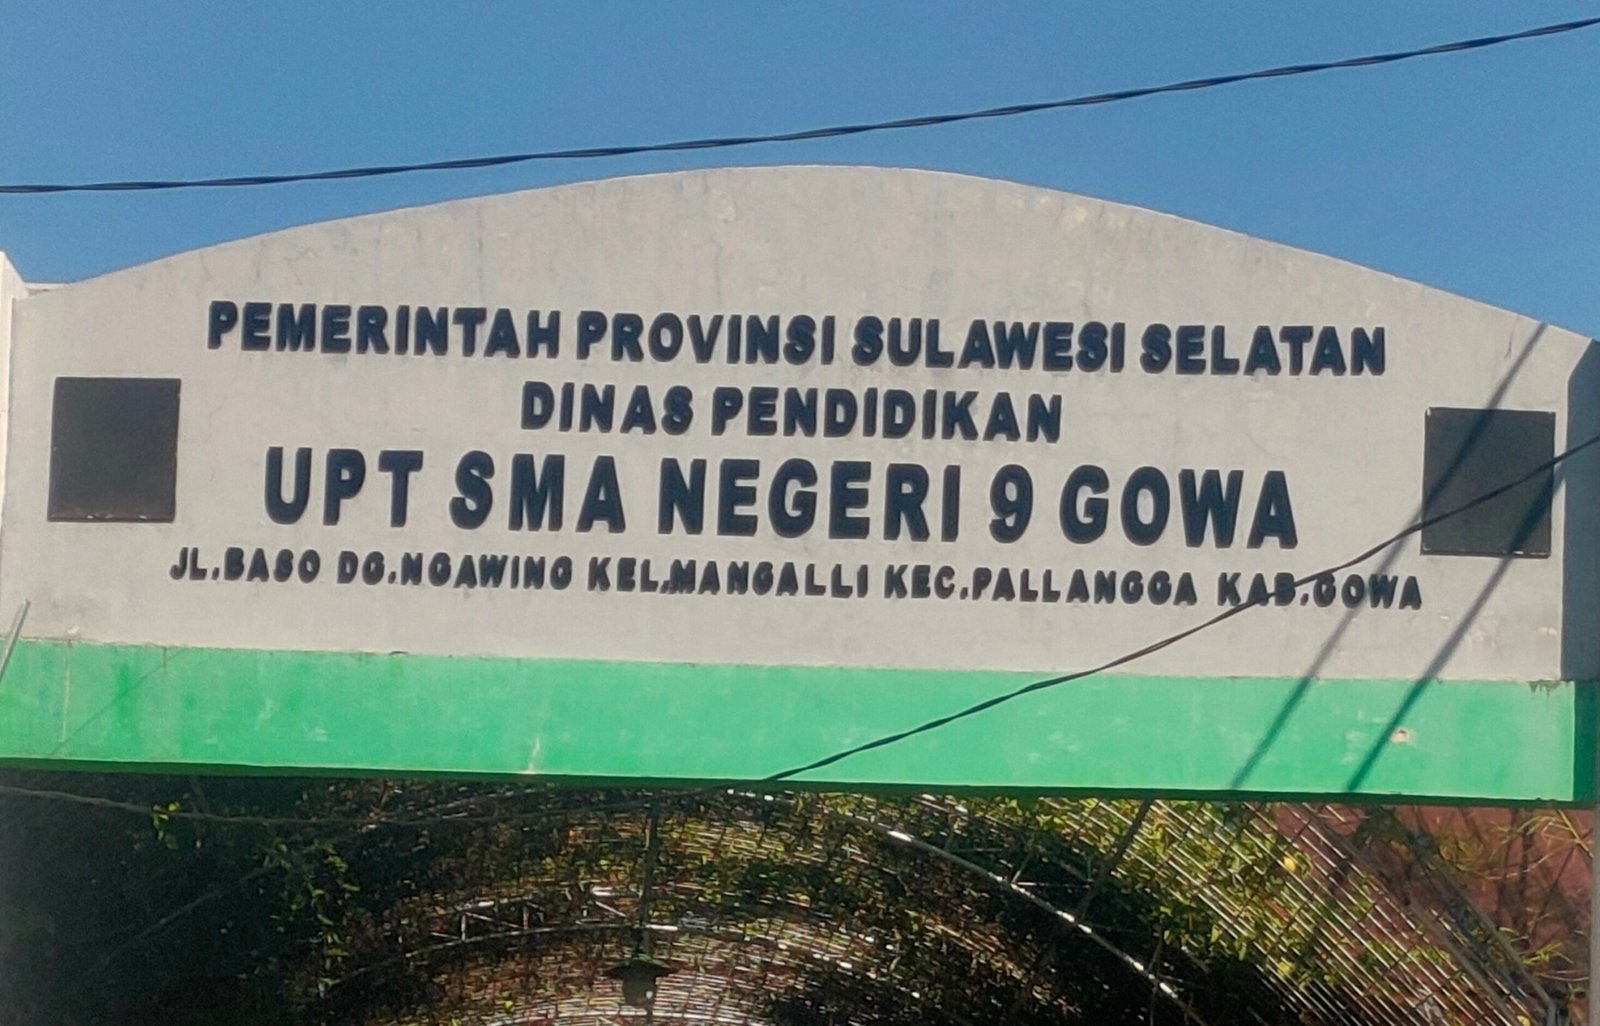 PEMERINTAH PROVINSI SULAWESI SELATAN
DINAS PENDIDIKAN
UPT SMA NEGERI 9 GOWA
JL.BASO DG.NGAWING KEL.MANGALLI KEC.PALLANGGA KAB.GOWA